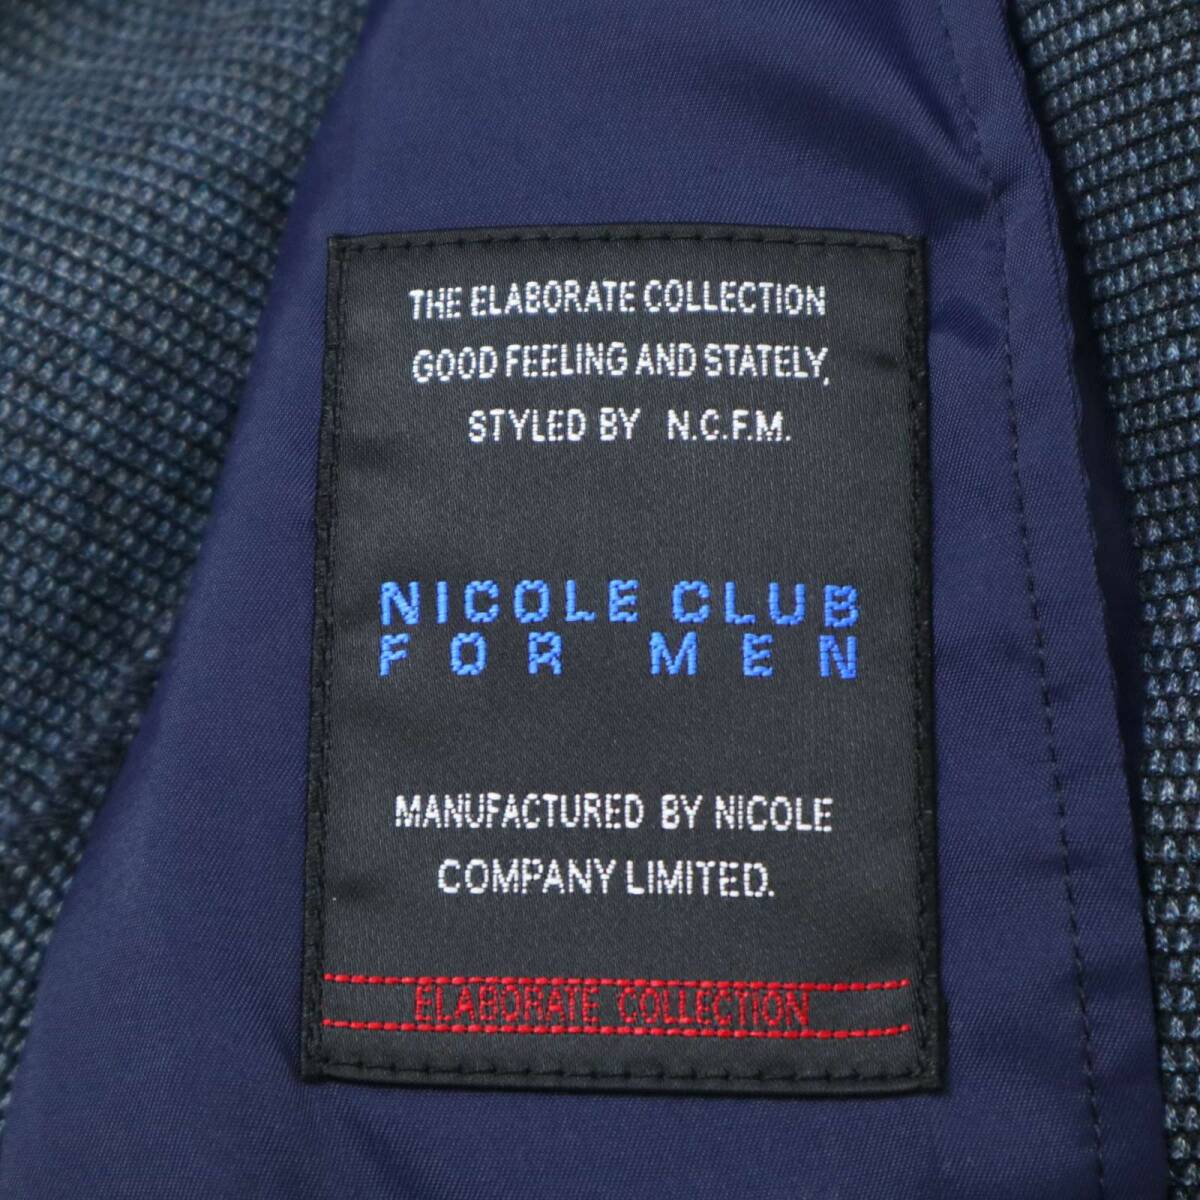 THE ELABORATE COLLECTION
GOOD FEELING AND STATELY,
STYLED BY N.C.F.M.
NICOLE CLUB
FOR MEN
MANUFACTURED BY NICOLE
COMPANY LIMITED.
ELABORATE COLLECTION